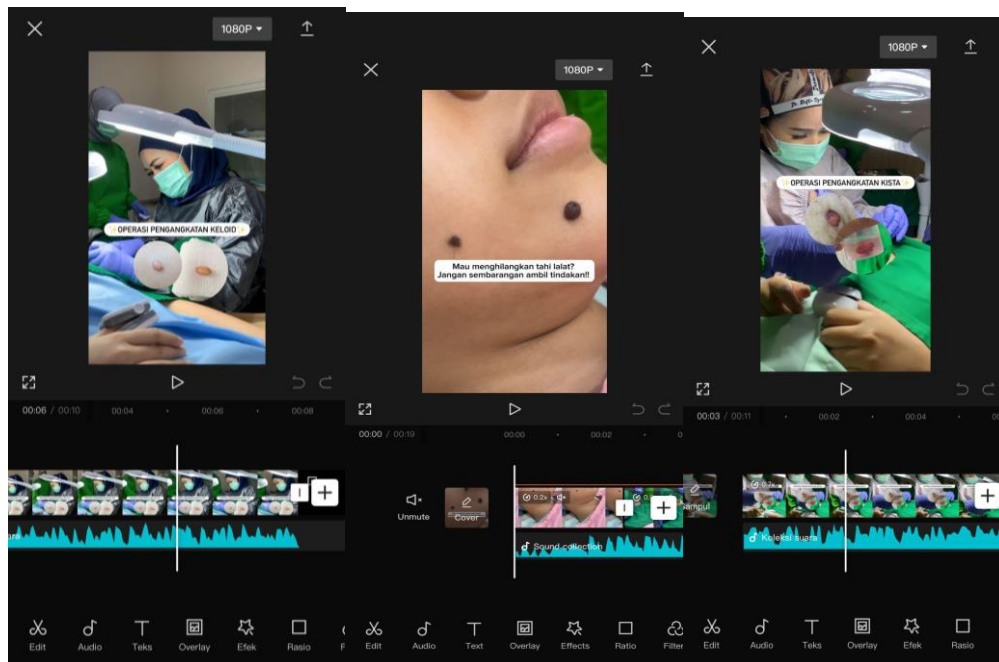 1080P
OPERASI PENGANGKATAN KELOID
00:06 / 00:10
00:04
00:06
00:08
Edit
Audio
Teks
Overlay
Efek
Rasio
1080P
Mau menghilangkan tahi lalat?
Jangan sembarangan ambil tindakan!!
00:00 / 00:19
00:00
00:02
Unmute
Cover
0.2x
Sound collection
Edit
Audio
Text
Overlay
Effects
Ratio
Filter
1080P
OPERASI PENGANGKATAN KISTA
00:03 / 00:11
00:02
00:04
sampul
Koleksi suara
Edit
Audio
Teks
Overlay
Efek
Rasio